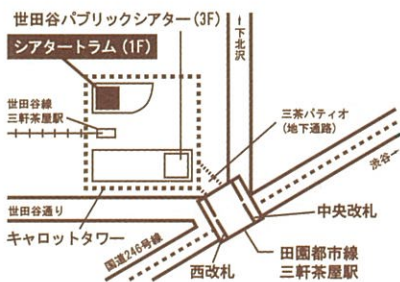 世田谷パブリックシアター(3F)
シアタートラム(1F)
↑下北沢
世田谷線
三軒茶屋駅
三茶パティオ
(地下通路)
渋谷→
世田谷通り
キャロットタワー
国道246号線
中央改札
西改札
田園都市線
三軒茶屋駅